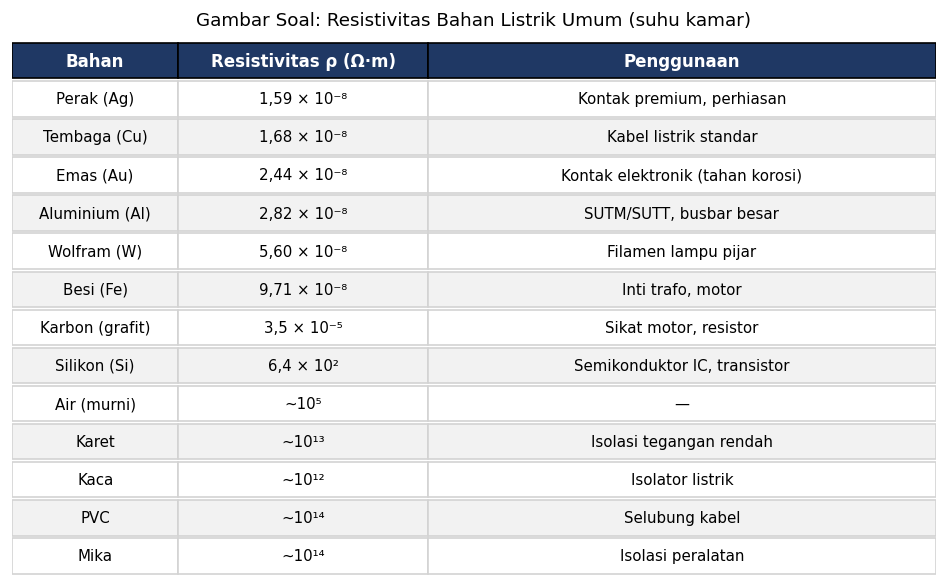 Gambar Soal: Resistivitas Bahan Listrik Umum (suhu kamar)
Bahan Resistivitas ρ (Ω·m) Penggunaan
Perak (Ag) 1,59 × 10⁻⁸ Kontak premium, perhiasan
Tembaga (Cu) 1,68 × 10⁻⁸ Kabel listrik standar
Emas (Au) 2,44 × 10⁻⁸ Kontak elektronik (tahan korosi)
Aluminium (Al) 2,82 × 10⁻⁸ SUTM/SUTT, busbar besar
Wolfram (W) 5,60 × 10⁻⁸ Filamen lampu pijar
Besi (Fe) 9,71 × 10⁻⁸ Inti trafo, motor
Karbon (grafit) 3,5 × 10⁻⁵ Sikat motor, resistor
Silikon (Si) 6,4 × 10² Semikonduktor IC, transistor
Air (murni) ~10⁵ —
Karet ~10¹³ Isolasi tegangan rendah
Kaca ~10¹² Isolator listrik
PVC ~10¹⁴ Selubung kabel
Mika ~10¹⁴ Isolasi peralatan